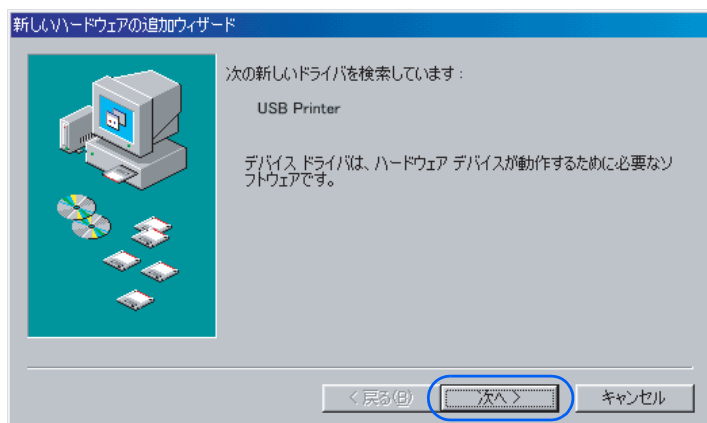 新しいハードウェアの追加ウィザード
次の新しいドライバを検索しています：
USB Printer
デバイス ドライバは、ハードウェア デバイスが動作するために必要なソ
フトウェアです。
< 戻る(B)
次へ >
キャンセル